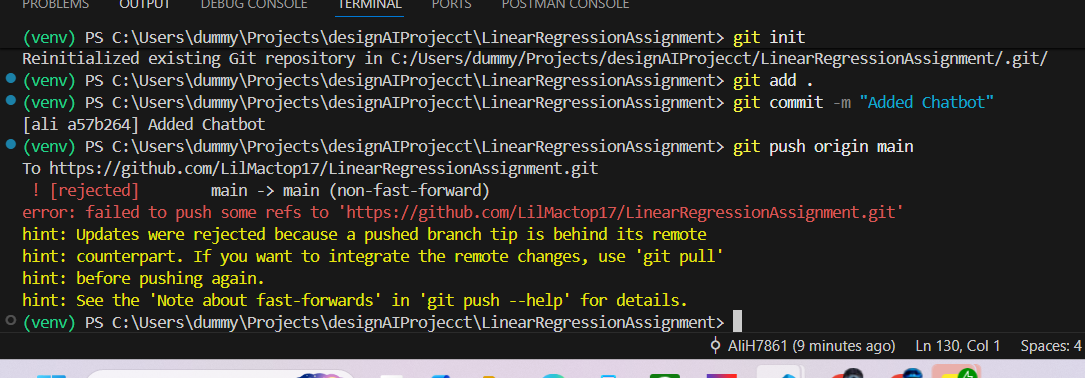 PROBLEMS OUTPUT DEBUG CONSOLE TERMINAL PORTS POSTMAN CONSOLE
(venv) PS C:\Users\dummy\Projects\designAIProjecct\LinearRegressionAssignment> git init
Reinitialized existing Git repository in C:/Users/dummy/Projects/designAIProjecct/LinearRegressionAssignment/.git/
(venv) PS C:\Users\dummy\Projects\designAIProjecct\LinearRegressionAssignment> git add .
(venv) PS C:\Users\dummy\Projects\designAIProjecct\LinearRegressionAssignment> git commit -m "Added Chatbot"
[ali a57b264] Added Chatbot
(venv) PS C:\Users\dummy\Projects\designAIProjecct\LinearRegressionAssignment> git push origin main
To https://github.com/LilMactop17/LinearRegressionAssignment.git
! [rejected] main -> main (non-fast-forward)
error: failed to push some refs to 'https://github.com/LilMactop17/LinearRegressionAssignment.git'
hint: Updates were rejected because a pushed branch tip is behind its remote
hint: counterpart. If you want to integrate the remote changes, use 'git pull'
hint: before pushing again.
hint: See the 'Note about fast-forwards' in 'git push --help' for details.
(venv) PS C:\Users\dummy\Projects\designAIProjecct\LinearRegressionAssignment>
AliH7861 (9 minutes ago) Ln 130, Col 1 Spaces: 4